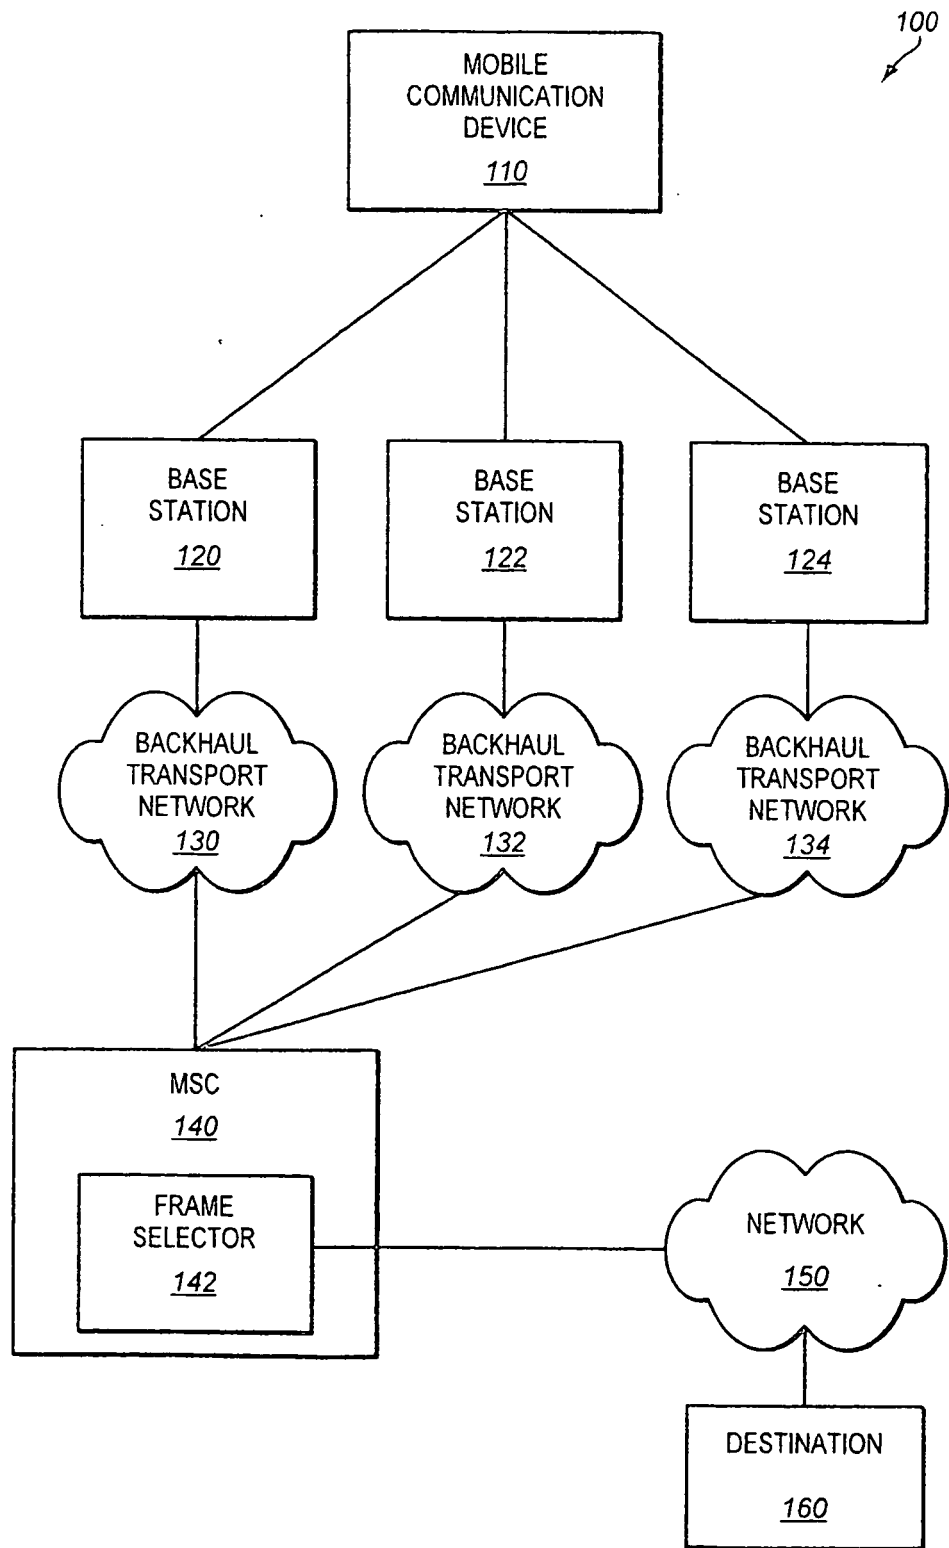 100
MOBILE
COMMUNICATION
DEVICE
110
BASE
STATION
120
BASE
STATION
122
BASE
STATION
124
BACKHAUL
TRANSPORT
NETWORK
130
BACKHAUL
TRANSPORT
NETWORK
132
BACKHAUL
TRANSPORT
NETWORK
134
MSC
140
FRAME
SELECTOR
142
NETWORK
150
DESTINATION
160